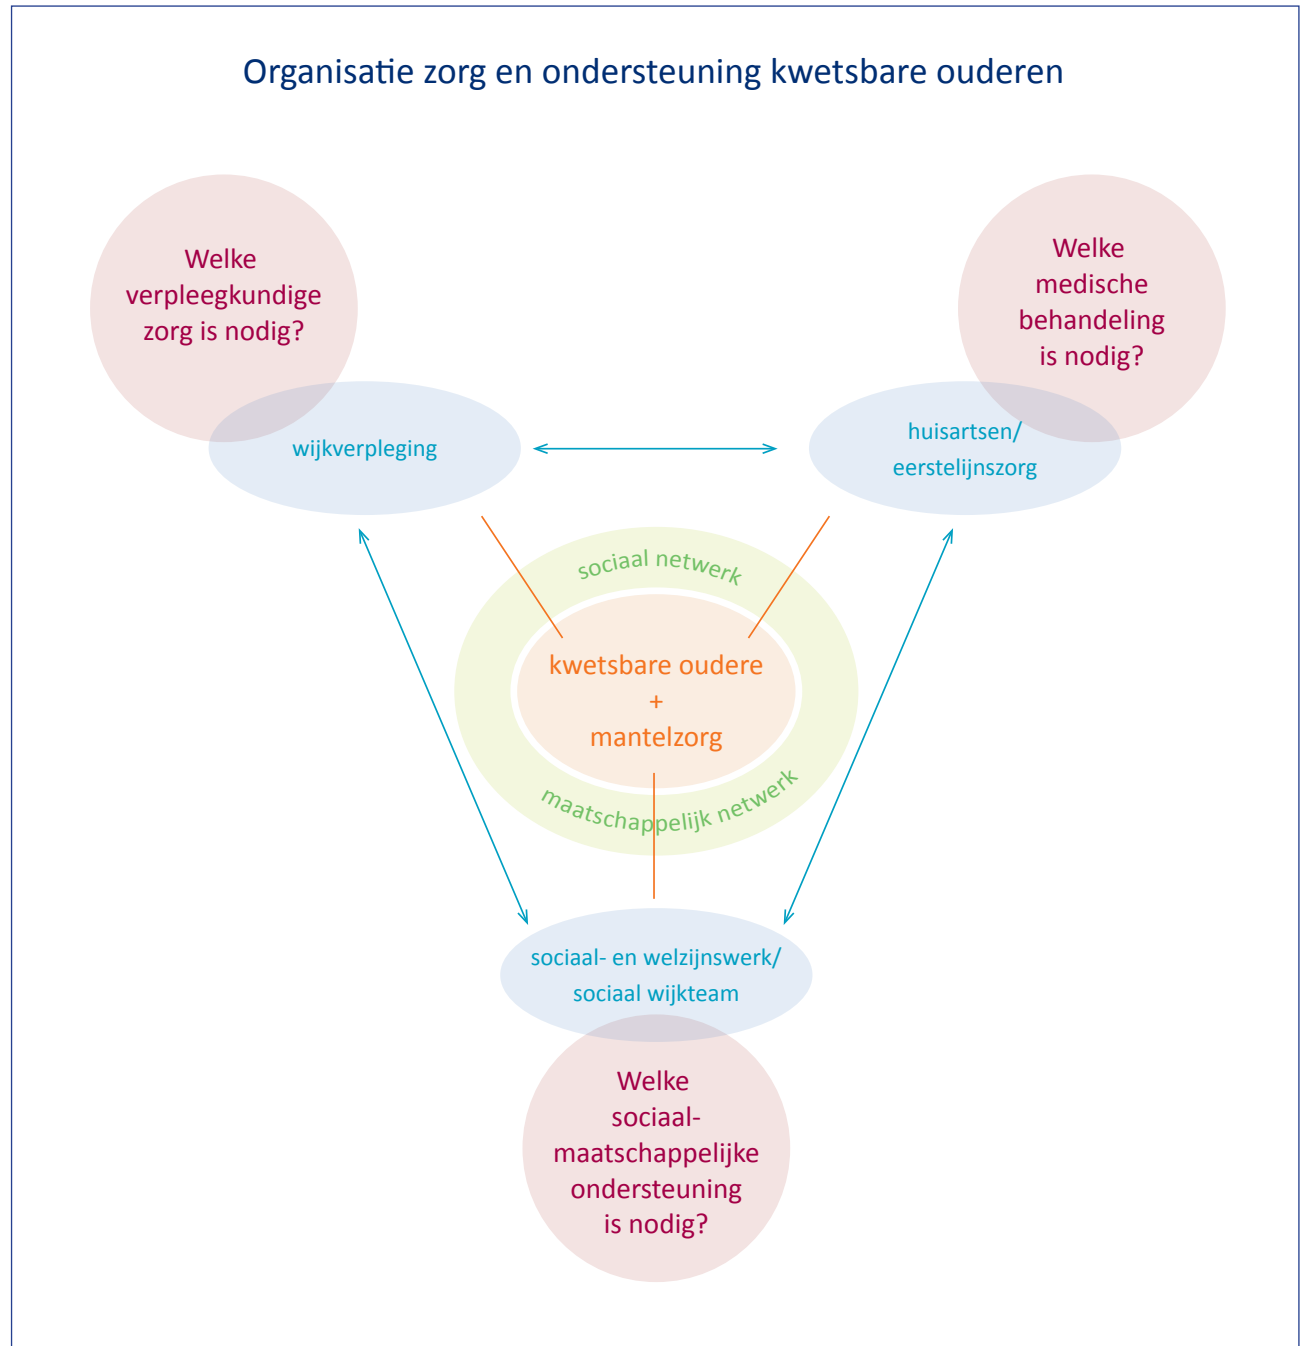 Organisatie zorg en ondersteuning kwetsbare ouderen
Welke
verpleegkundige
zorg is nodig?
Welke
medische
behandeling
is nodig?
wijkverpleging
huisartsen/
eerstelijnszorg
sociaal netwerk
kwetsbare oudere
+
mantelzorg
maatschappelijk netwerk
sociaal- en welzijnswerk/
sociaal wijkteam
Welke
sociaal-
maatschappelijke
ondersteuning
is nodig?